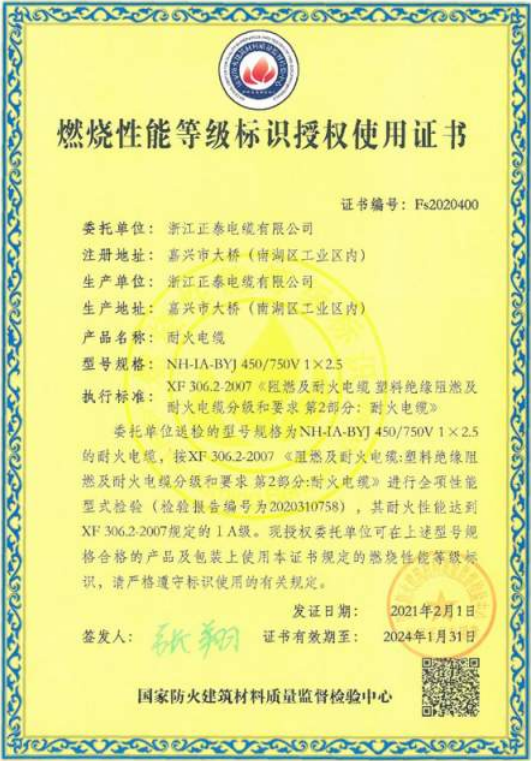 燃烧性能等级标识授权使用证书
证书编号：Fs2020400
委托单位：浙江正泰电缆有限公司
注册地址：嘉兴市大桥（南湖区工业区内）
生产单位：浙江正泰电缆有限公司
生产地址：嘉兴市大桥（南湖区工业区内）
产品名称：耐火电缆
型号规格：NH-IA-BYJ 450/750V 1×2.5
执行标准：XF 306.2-2007《阻燃及耐火电缆 塑料绝缘阻燃及
耐火电缆分级和要求 第2部分：耐火电缆》
委托单位送检的型号规格为NH-IA-BYJ 450/750V 1×2.5
的耐火电缆，按XF 306.2-2007《阻燃及耐火电缆:塑料绝缘阻
燃及耐火电缆分级和要求 第2部分:耐火电缆》进行全项性能
型式检验（检验报告编号为2020310758），其耐火性能达到
XF 306.2-2007规定的ⅠA级。现授权委托单位可在上述型号规
格合格的产品及包装上使用本证书规定的燃烧性能等级标
识，请严格遵守标识使用的有关规定。
发证日期：2021年2月1日
签发人：
证书有效期至：2024年1月31日
国家防火建筑材料质量监督检验中心